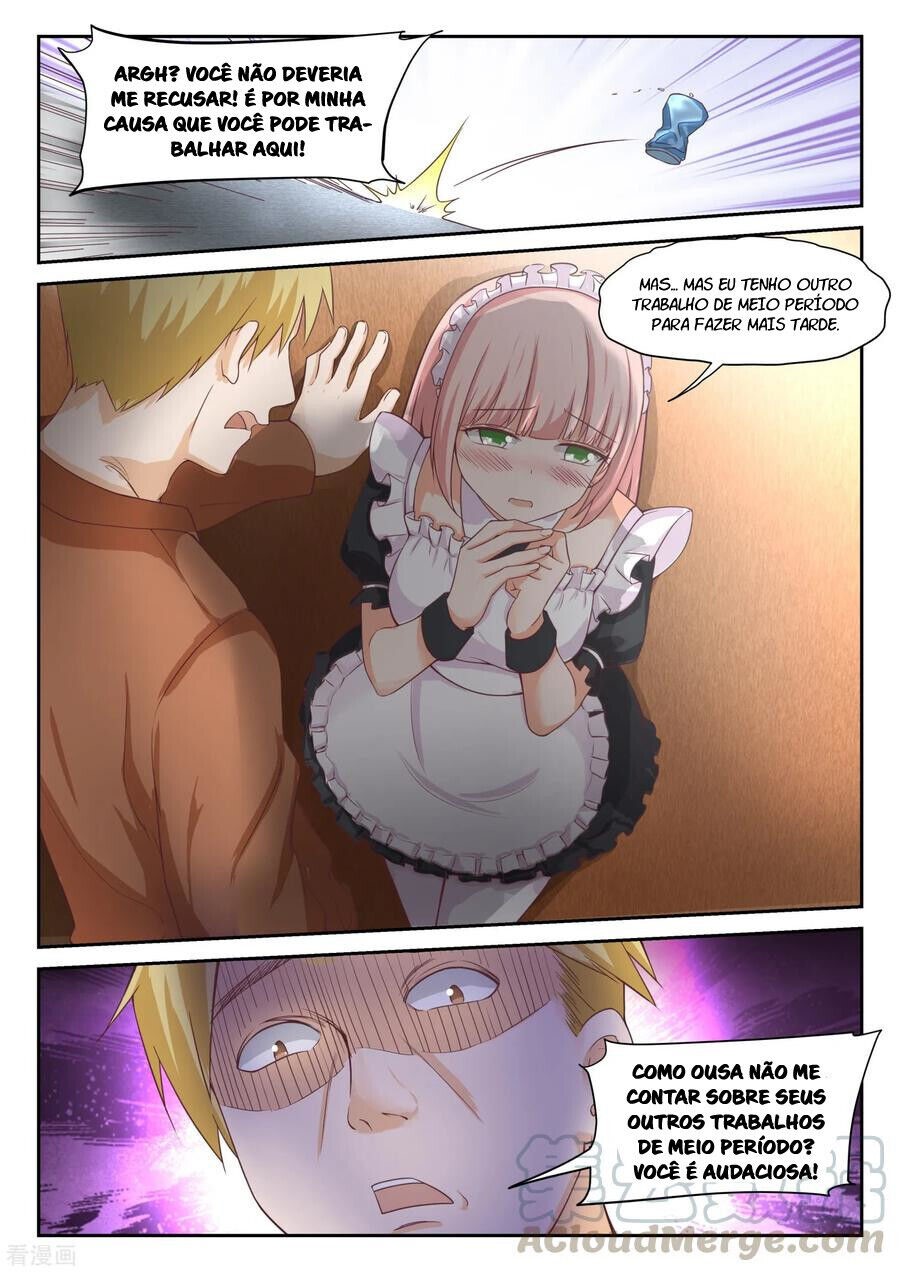 ARGH? VOCÊ NÃO DEVERIA
ME RECUSAR! É POR MINHA
CAUSA QUE VOCÊ PODE TRA-
BALHAR AQUI!
MAS... MAS EU TENHO OUTRO
TRABALHO DE MEIO PERÍODO
PARA FAZER MAIS TARDE.
COMO OUSA NÃO ME
CONTAR SOBRE SEUS
OUTROS TRABALHOS
DE MEIO PERÍODO?
VOCÊ É AUDACIOSA!
AcloudMerge.com
看漫画